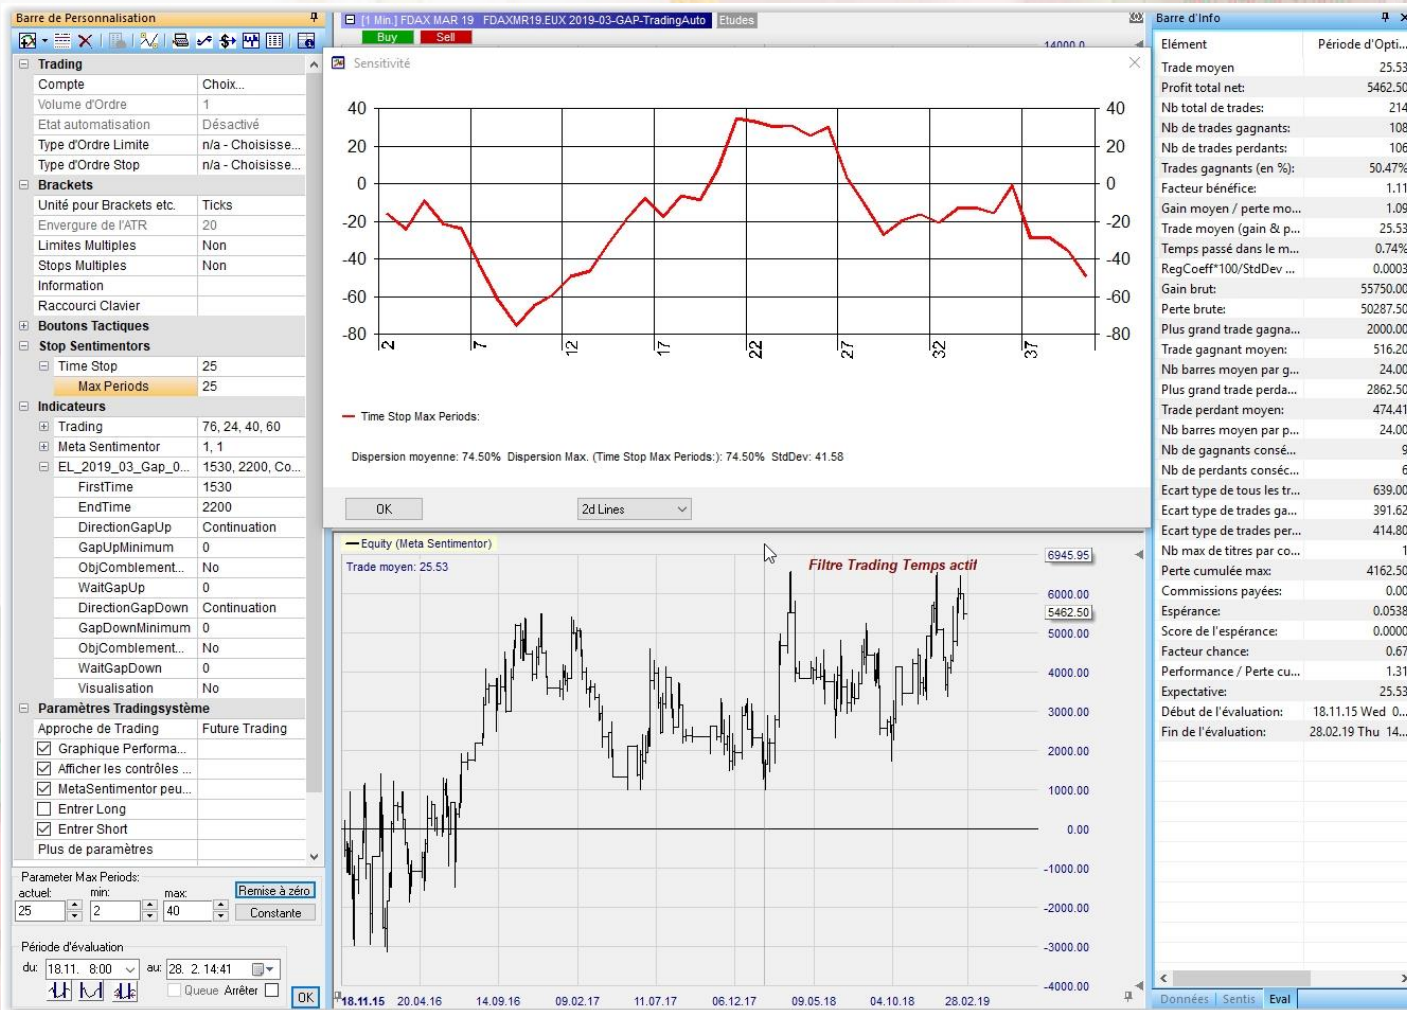 Barre de Personnalisation
Trading
Compte Choix...
Volume d'Ordre 1
Etat automatisation Désactivé
Type d'Ordre Limite n/a - Choisisse...
Type d'Ordre Stop n/a - Choisisse...
Brackets
Unité pour Brackets etc. Ticks
Envergure de l'ATR 20
Limites Multiples Non
Stops Multiples Non
Information
Raccourci Clavier
Boutons Tactiques
Stop Sentimentors
Time Stop 25
Max Periods 25
Indicateurs
Trading 76, 24, 40, 60
Meta Sentimentor 1, 1
EL_2019_03_Gap_0... 1530, 2200, Co...
FirstTime 1530
EndTime 2200
DirectionGapUp Continuation
GapUpMinimum 0
ObjComblement... No
WaitGapUp 0
DirectionGapDown Continuation
GapDownMinimum 0
ObjComblement... No
WaitGapDown 0
Visualisation No
Paramètres Tradingsystème
Approche de Trading Future Trading
Graphique Performa...
Afficher les contrôles ...
MetaSentimentor peu...
Entrer Long
Entrer Short
Plus de paramètres
Parameter Max Periods:
actuel: min: max: Remise à zéro
25 2 40 Constante
Période d'évaluation
du: 18.11. 8:00 au: 28. 2. 14:41
Queue Arrêter OK
[1 Min.] FDAX MAR 19 FDAXMR19.EUX 2019-03-GAP-TradingAuto Etudes
Buy Sell
14000.0
Sensitivité
40 40
20 20
0 0
-20 -20
-40 -40
-60 -60
-80 -80
2 7 12 17 22 27 32 37
Time Stop Max Periods:
Dispersion moyenne: 74.50% Dispersion Max. (Time Stop Max Periods:): 74.50% StdDev: 41.58
OK 2d Lines
Equity (Meta Sentimentor)
Trade moyen: 25.53
Filtre Trading Temps actif
6945.95
6000.00
5462.50
5000.00
4000.00
3000.00
2000.00
1000.00
0.00
-1000.00
-2000.00
-3000.00
-4000.00
18.11.15 20.04.16 14.09.16 09.02.17 11.07.17 06.12.17 09.05.18 04.10.18 28.02.19
Barre d'Info
Elément Période d'Opti...
Trade moyen 25.53
Profit total net: 5462.50
Nb total de trades: 214
Nb de trades gagnants: 108
Nb de trades perdants: 106
Trades gagnants (en %): 50.47%
Facteur bénéfice: 1.11
Gain moyen / perte mo... 1.09
Trade moyen (gain & p... 25.53
Temps passé dans le m... 0.74%
RegCoeff*100/StdDev ... 0.0003
Gain brut: 55750.00
Perte brute: 50287.50
Plus grand trade gagna... 2000.00
Trade gagnant moyen: 516.20
Nb barres moyen par g... 24.00
Plus grand trade perda... 2862.50
Trade perdant moyen: 474.41
Nb barres moyen par p... 24.00
Nb de gagnants consé... 9
Nb de perdants conséc... 6
Ecart type de tous les tr... 639.00
Ecart type de trades ga... 391.62
Ecart type de trades per... 414.80
Nb max de titres par co... 1
Perte cumulée max: 4162.50
Commissions payées: 0.00
Espérance: 0.0538
Score de l'espérance: 0.0000
Facteur chance: 0.67
Performance / Perte cu... 1.31
Expectative: 25.53
Début de l'évaluation: 18.11.15 Wed 0...
Fin de l'évaluation: 28.02.19 Thu 14...
Données Sentis Eval